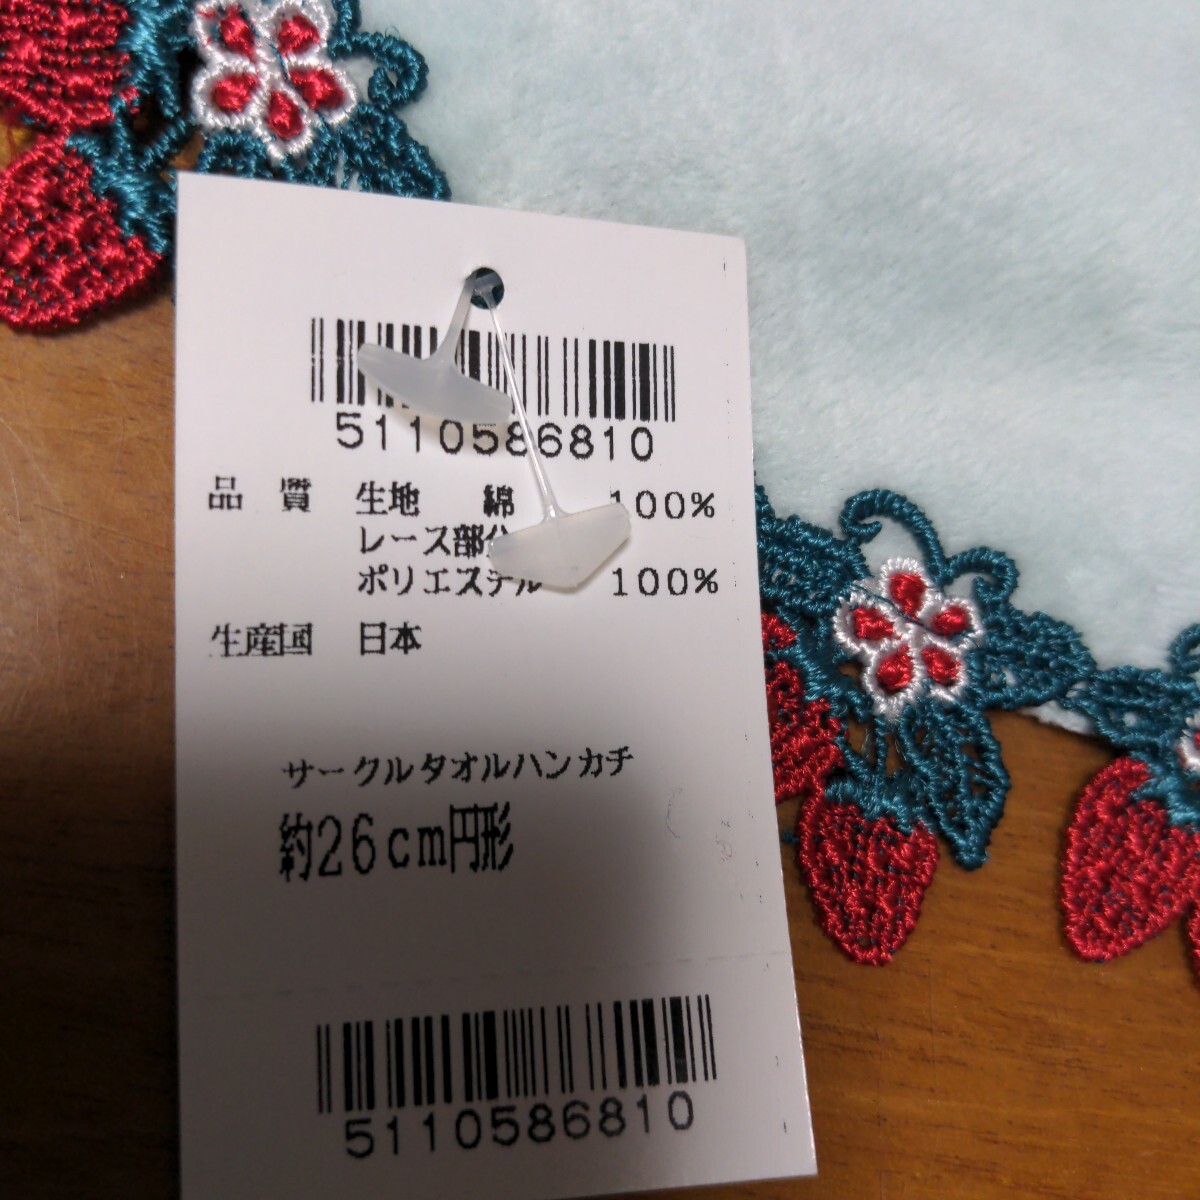 5110586810
品 質 生地 綿 100%
レース部分
ポリエステル 100%
生産国 日本
サークルタオルハンカチ
約26cm円形
5110586810